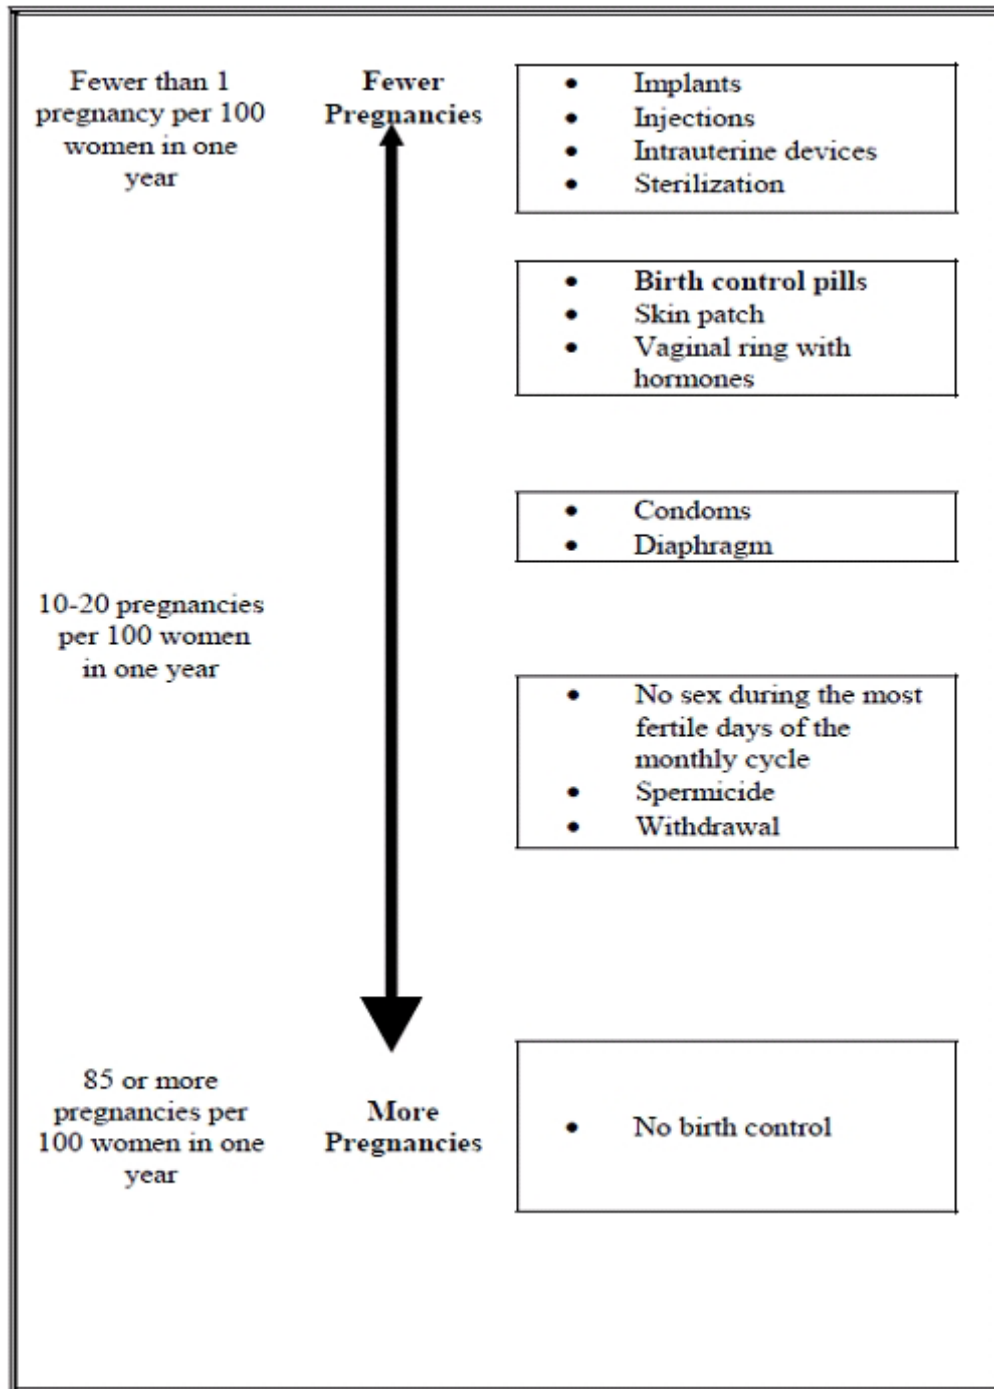 Fewer than 1
pregnancy per 100
women in one
year
Fewer
Pregnancies
• Implants
• Injections
• Intrauterine devices
• Sterilization
• Birth control pills
• Skin patch
• Vaginal ring with
hormones
• Condoms
• Diaphragm
10-20 pregnancies
per 100 women
in one year
• No sex during the most
fertile days of the
monthly cycle
• Spermicide
• Withdrawal
85 or more
pregnancies per
100 women in one
year
More
Pregnancies
• No birth control